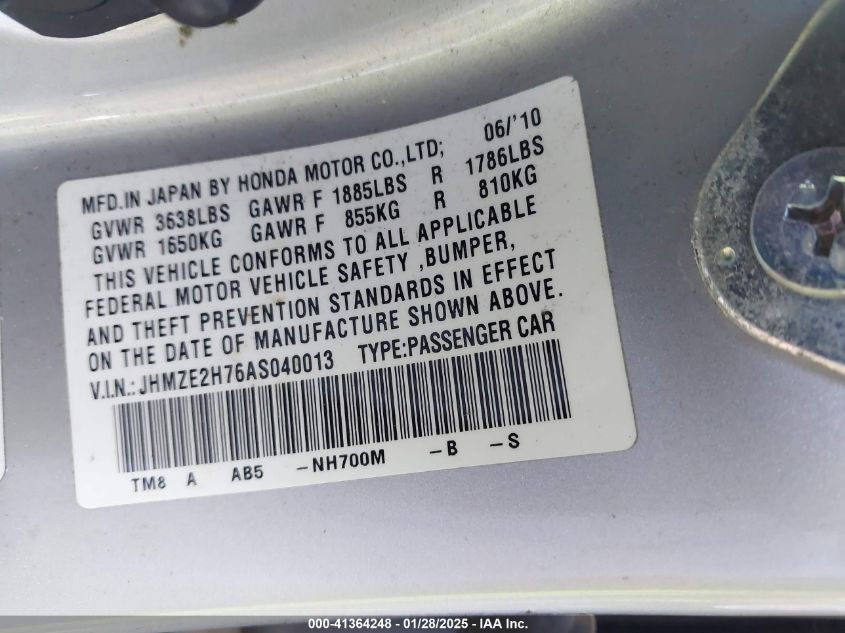 MFD.IN JAPAN BY HONDA MOTOR CO.,LTD; 06/'10
GVWR 3638LBS GAWR F 1885LBS R 1786LBS
GVWR 1650KG GAWR F 855KG R 810KG
THIS VEHICLE CONFORMS TO ALL APPLICABLE
FEDERAL MOTOR VEHICLE SAFETY ,BUMPER,
AND THEFT PREVENTION STANDARDS IN EFFECT
ON THE DATE OF MANUFACTURE SHOWN ABOVE.
V.I.N.: JHMZE2H76AS040013 TYPE:PASSENGER CAR
TM8 A AB5 -NH700M -B -S
000-41364248 - 01/28/2025 - IAA Inc.